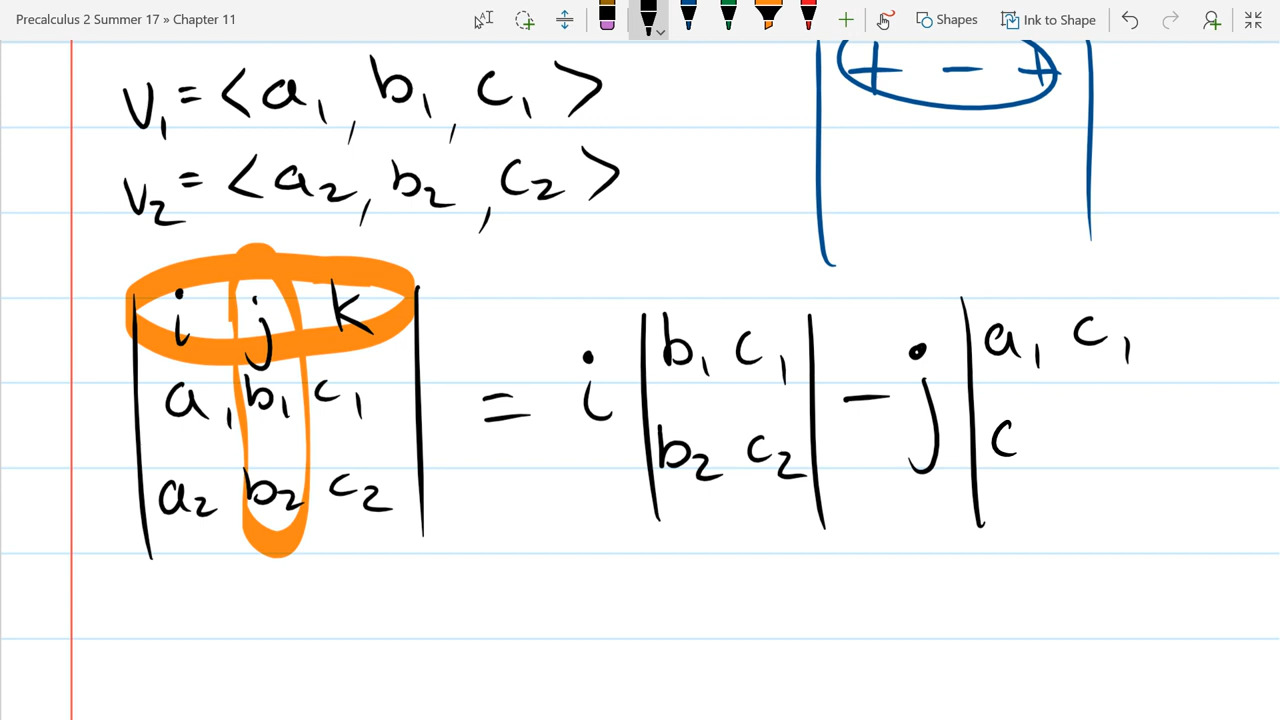 Precalculus 2 Summer 17 » Chapter 11
Shapes
Ink to Shape
v₁ = < a₁, b₁, c₁ >
+ - +
v₂ = < a₂, b₂, c₂ >
| i j k |
| a₁ b₁ c₁ | = i | b₁ c₁ | - j | a₁ c₁
| a₂ b₂ c₂ | | b₂ c₂ | | c